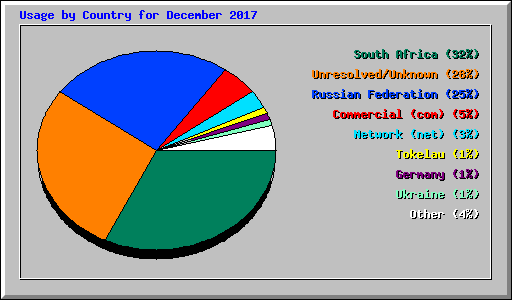 Usage by Country for December 2017
South Africa (32%)
Unresolved/Unknown (28%)
Russian Federation (25%)
Commercial (com) (5%)
Network (net) (3%)
Tokelau (1%)
Germany (1%)
Ukraine (1%)
Other (4%)